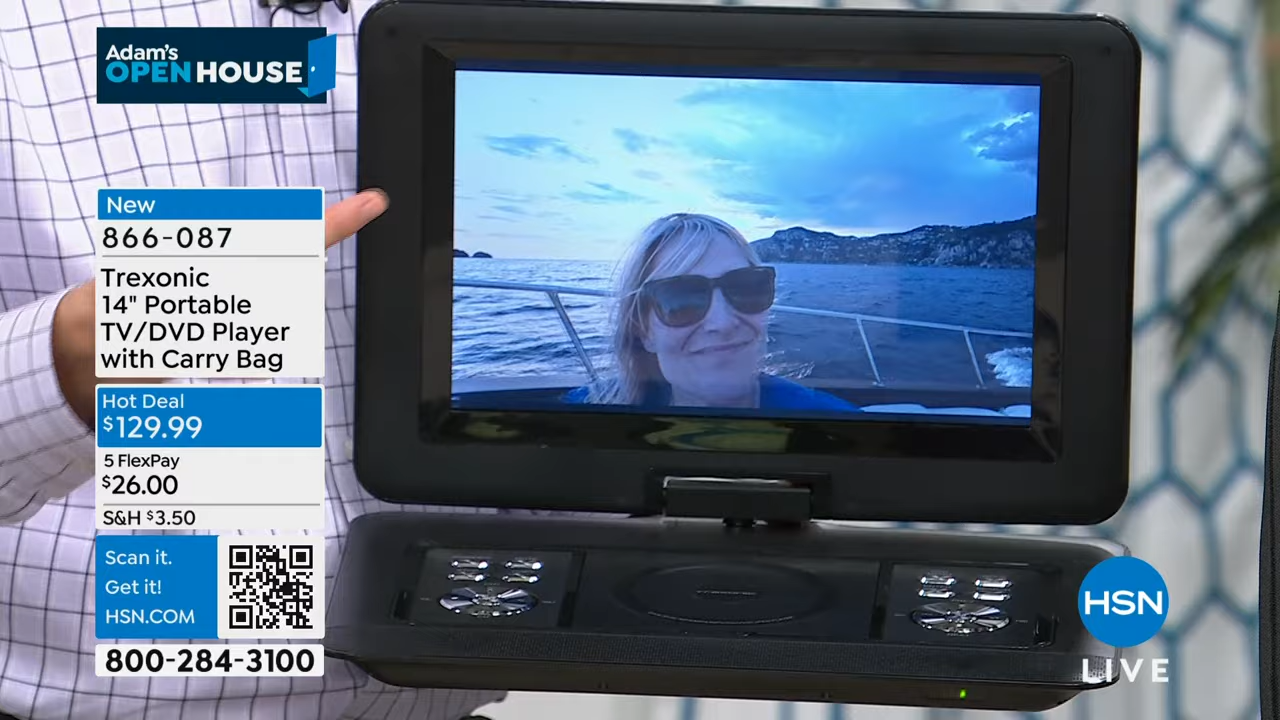 Adam's
OPEN HOUSE
New
866-087
Trexonic
14" Portable
TV/DVD Player
with Carry Bag
Hot Deal
$129.99
5 FlexPay
$26.00
S&H $3.50
Scan it.
Get it!
HSN.COM
800-284-3100
HSN
LIVE